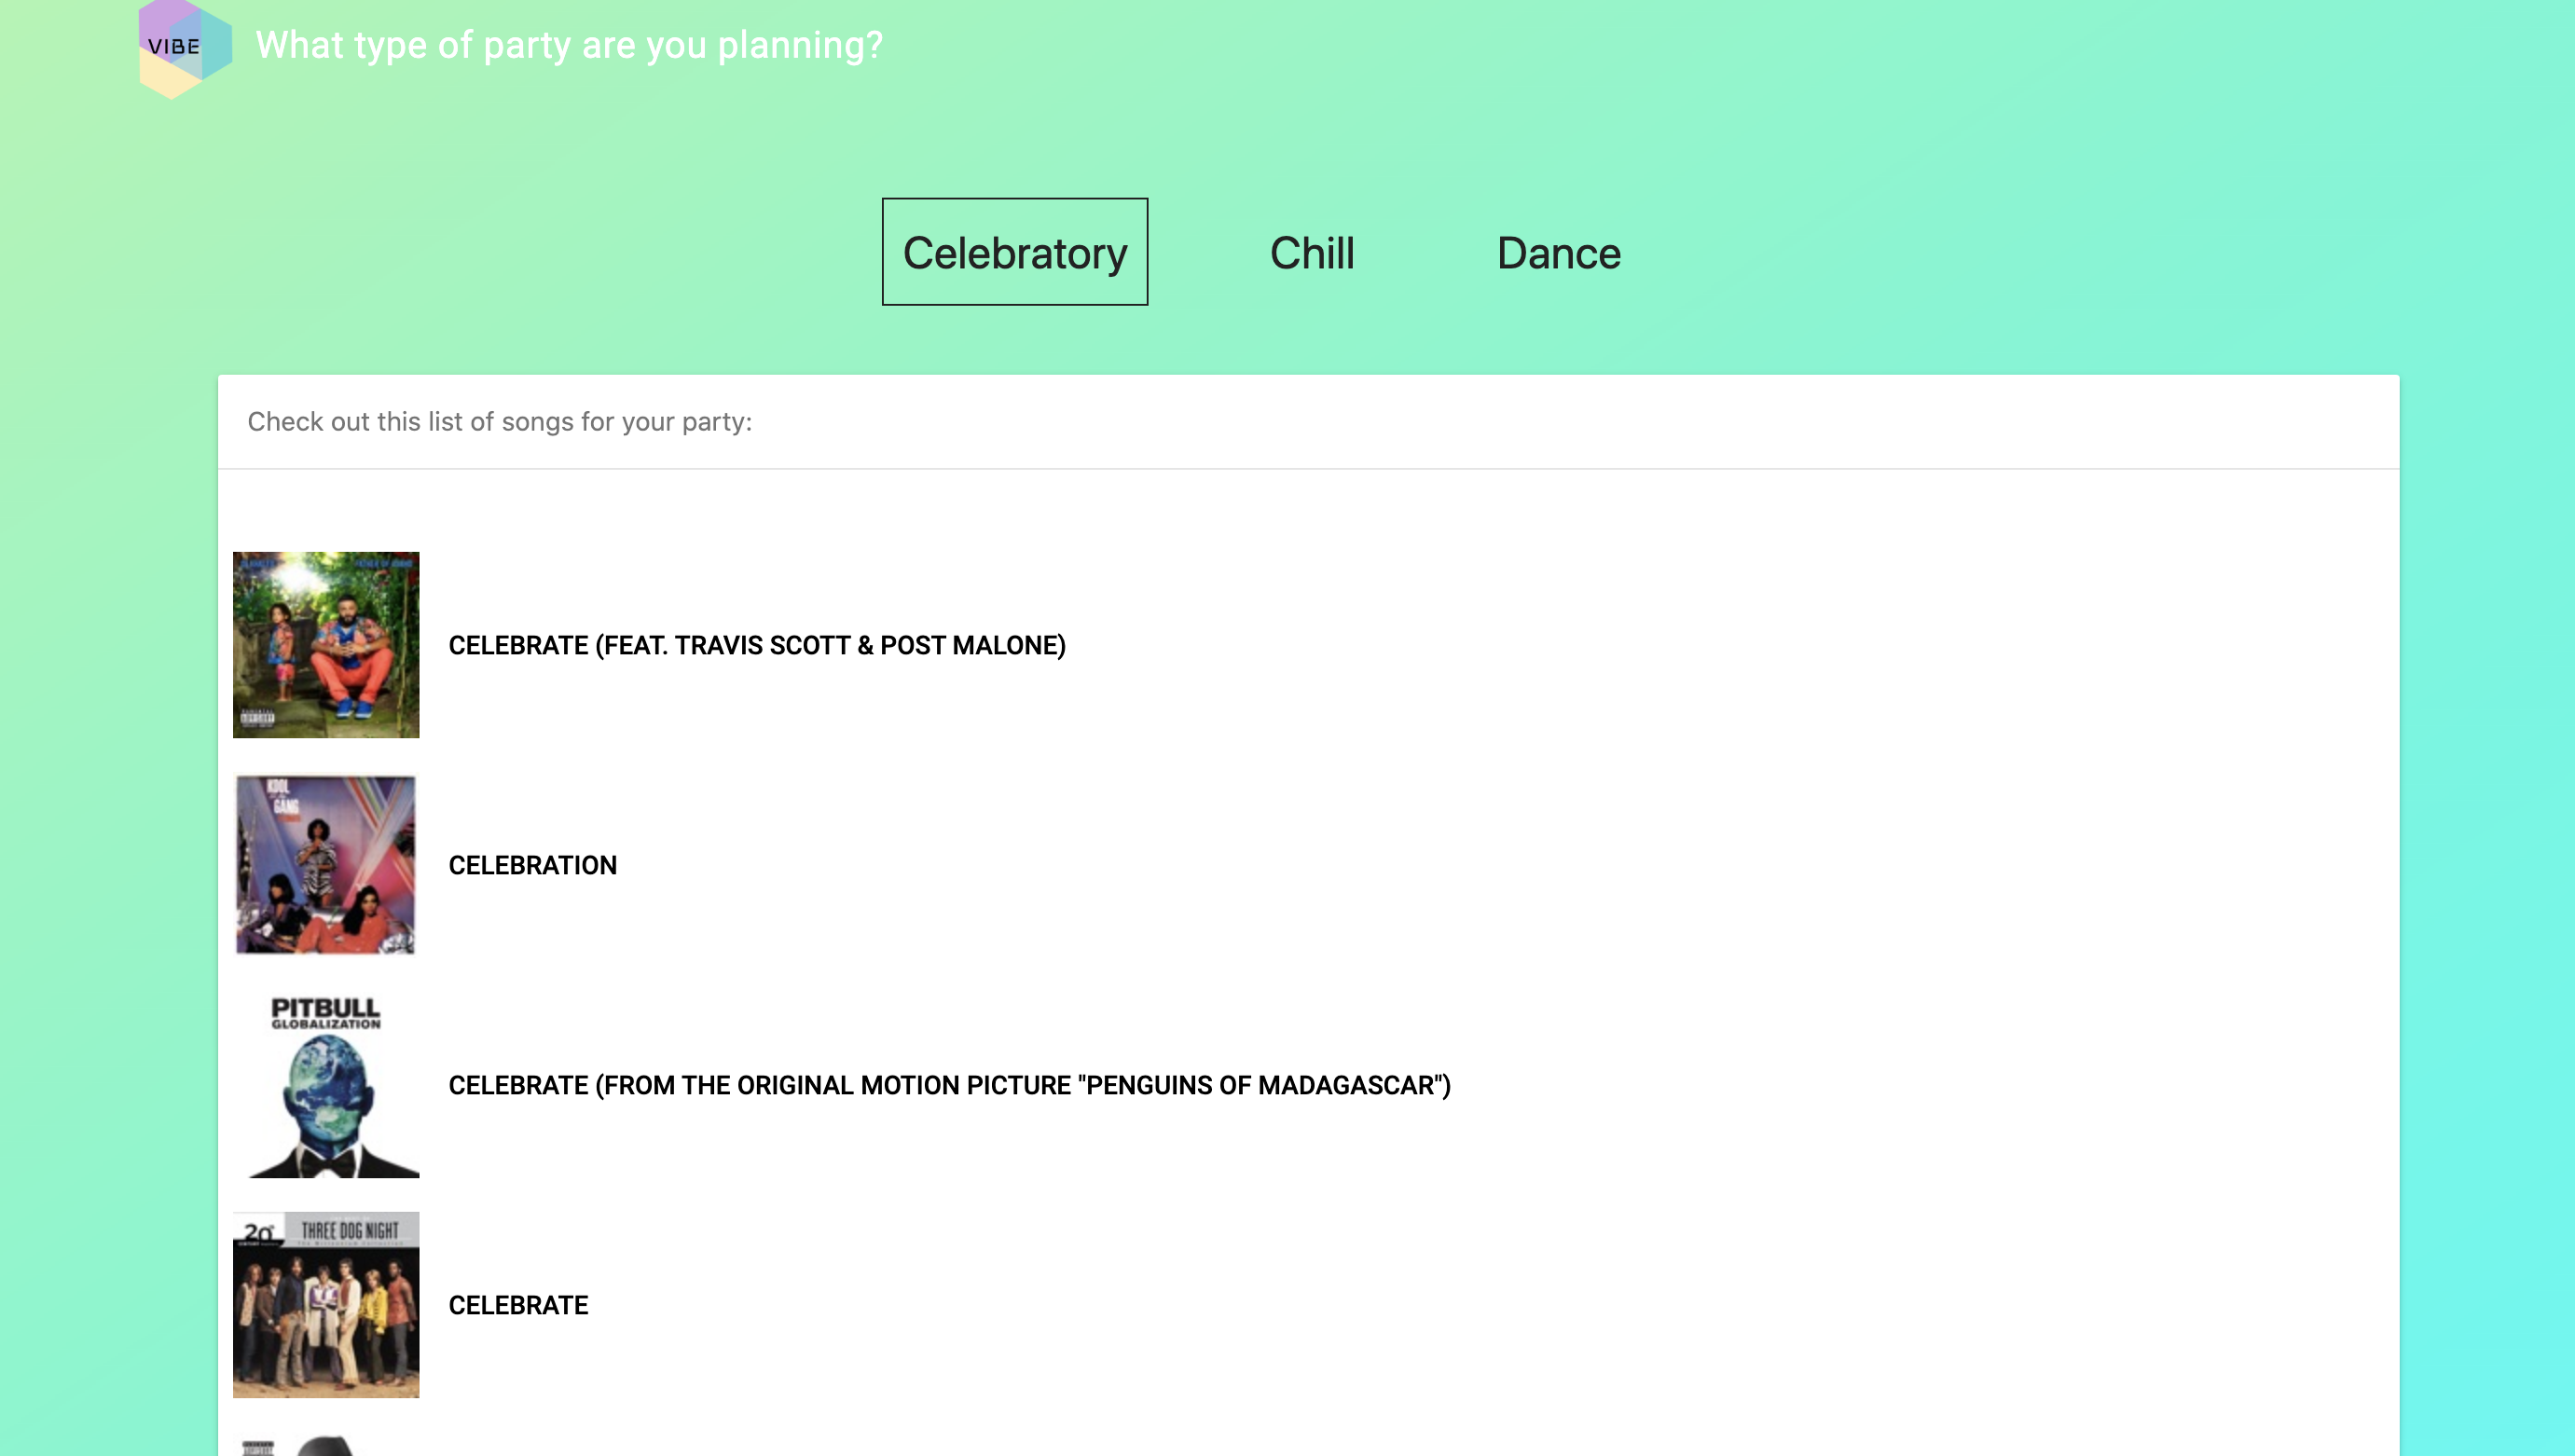 VIBE
What type of party are you planning?
Celebratory
Chill
Dance
Check out this list of songs for your party:
CELEBRATE (FEAT. TRAVIS SCOTT & POST MALONE)
KOOL
GANG
CELEBRATION
PITBULL
GLOBALIZATION
CELEBRATE (FROM THE ORIGINAL MOTION PICTURE "PENGUINS OF MADAGASCAR")
20
THREE DOG NIGHT
CELEBRATE